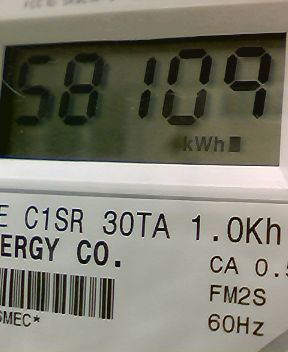 58109
kWh
E C1SR 30TA 1.0Kh
ERGY CO.
CA 0.5
FM2S
SMEC*
60Hz